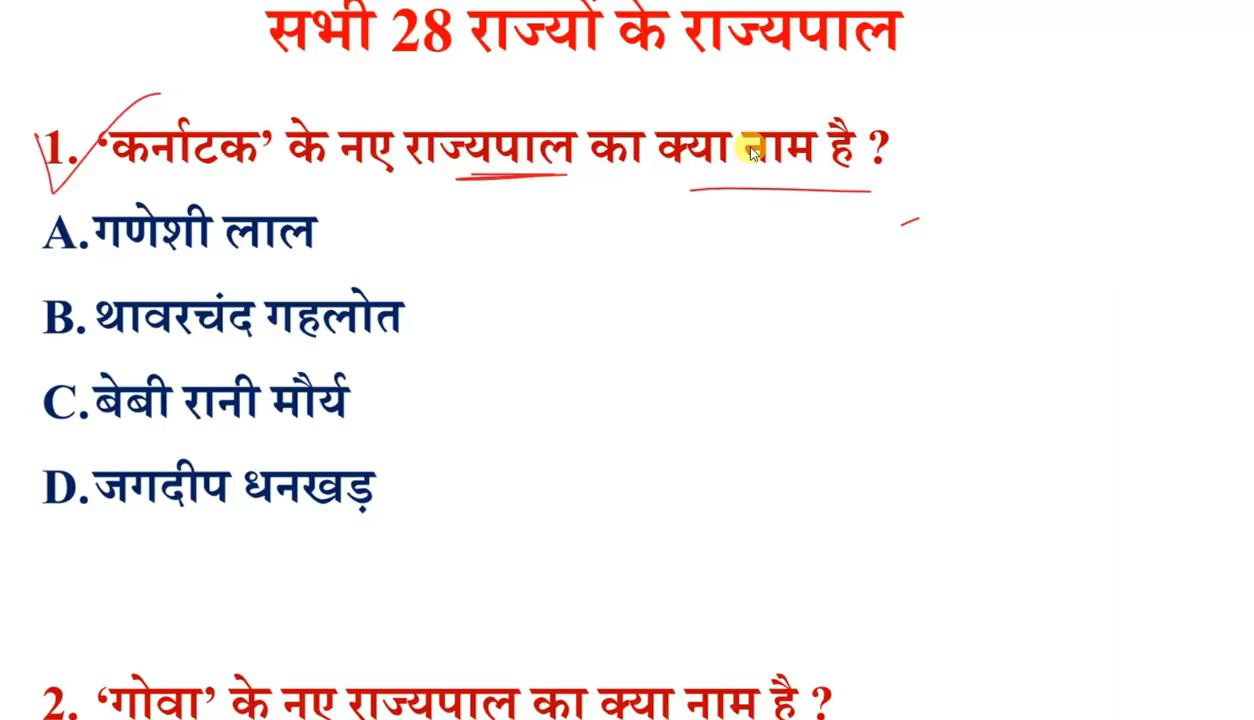 सभी 28 राज्यों के राज्यपाल
1. ‘कर्नाटक’ के नए राज्यपाल का क्या नाम है ?
A.गणेशी लाल
B. थावरचंद गहलोत
C.बेबी रानी मौर्य
D.जगदीप धनखड़
2. ‘गोवा’ के नए राज्यपाल का क्या नाम है ?